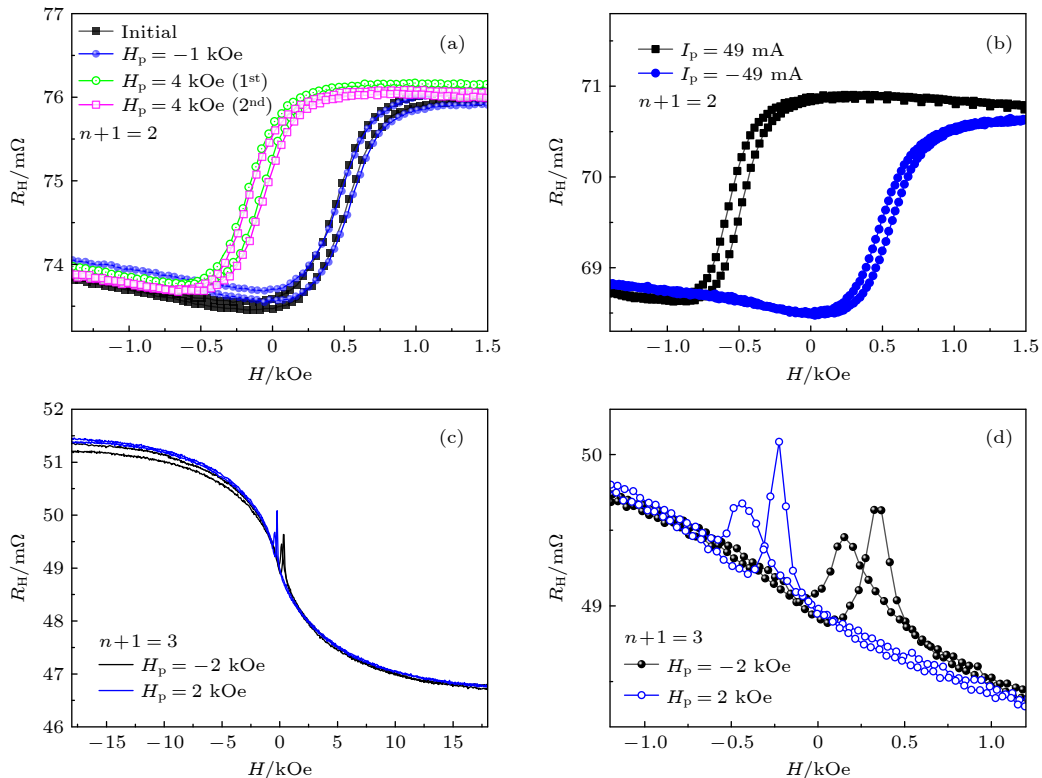 77
76
75
74
R_H/mΩ
Initial
H_p = −1 kOe
H_p = 4 kOe (1^st)
H_p = 4 kOe (2^nd)
n+1 = 2
(a)
−1.0 −0.5 0 0.5 1.0 1.5
H/kOe
71
70
69
R_H/mΩ
I_p = 49 mA
I_p = −49 mA
n+1 = 2
(b)
−1.0 −0.5 0 0.5 1.0 1.5
H/kOe
52
51
50
49
48
47
46
R_H/mΩ
(c)
n+1 = 3
H_p = −2 kOe
H_p = 2 kOe
−15 −10 −5 0 5 10 15
H/kOe
50
49
R_H/mΩ
(d)
n+1 = 3
H_p = −2 kOe
H_p = 2 kOe
−1.0 −0.5 0 0.5 1.0
H/kOe